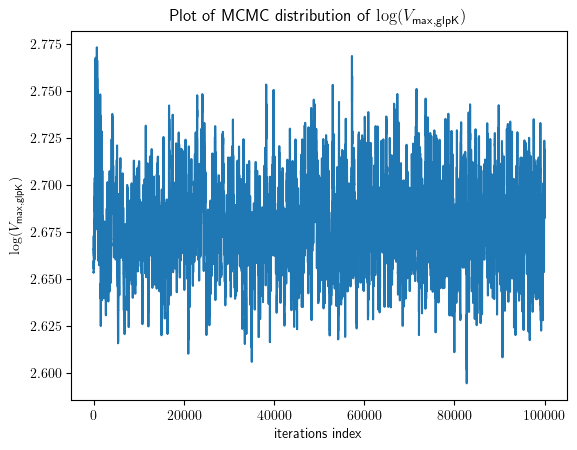 Plot of MCMC distribution of log(V_max,glpK)
log(V_max,glpK)
2.775
2.750
2.725
2.700
2.675
2.650
2.625
2.600
0 20000 40000 60000 80000 100000
iterations index